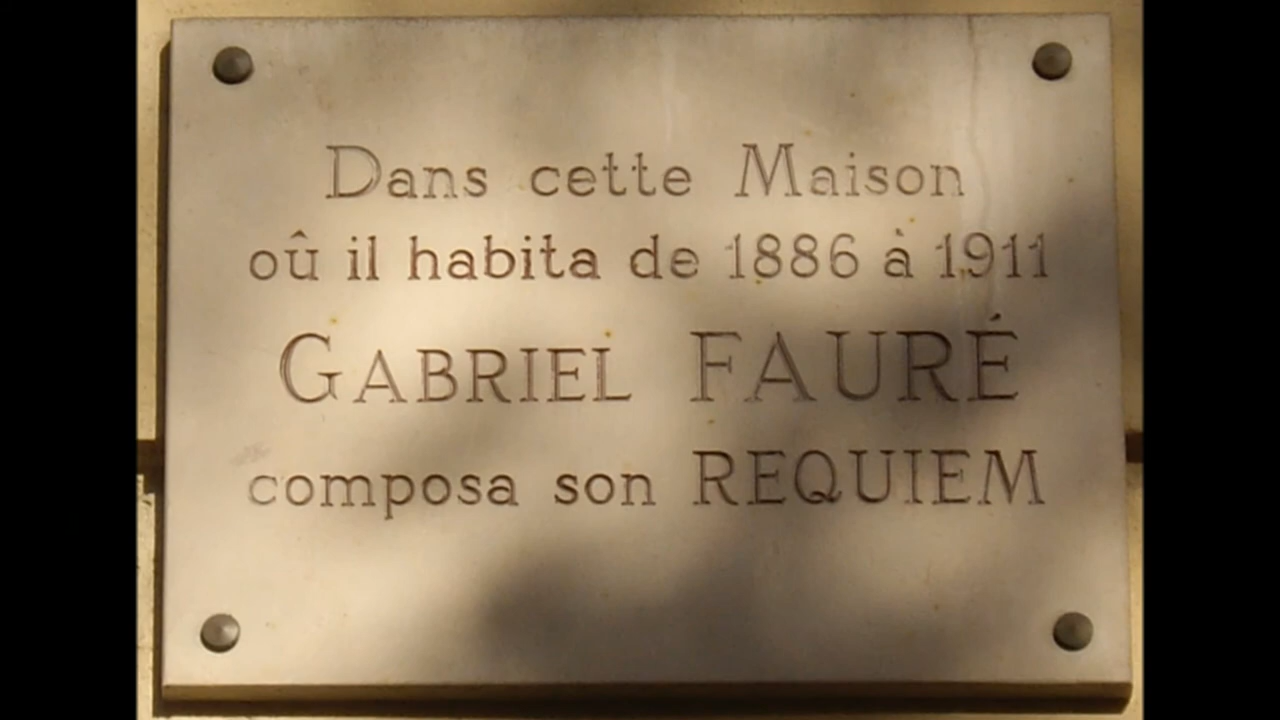 Dans cette Maison
oû il habita de 1886 à 1911
GABRIEL FAURÉ
composa son REQUIEM